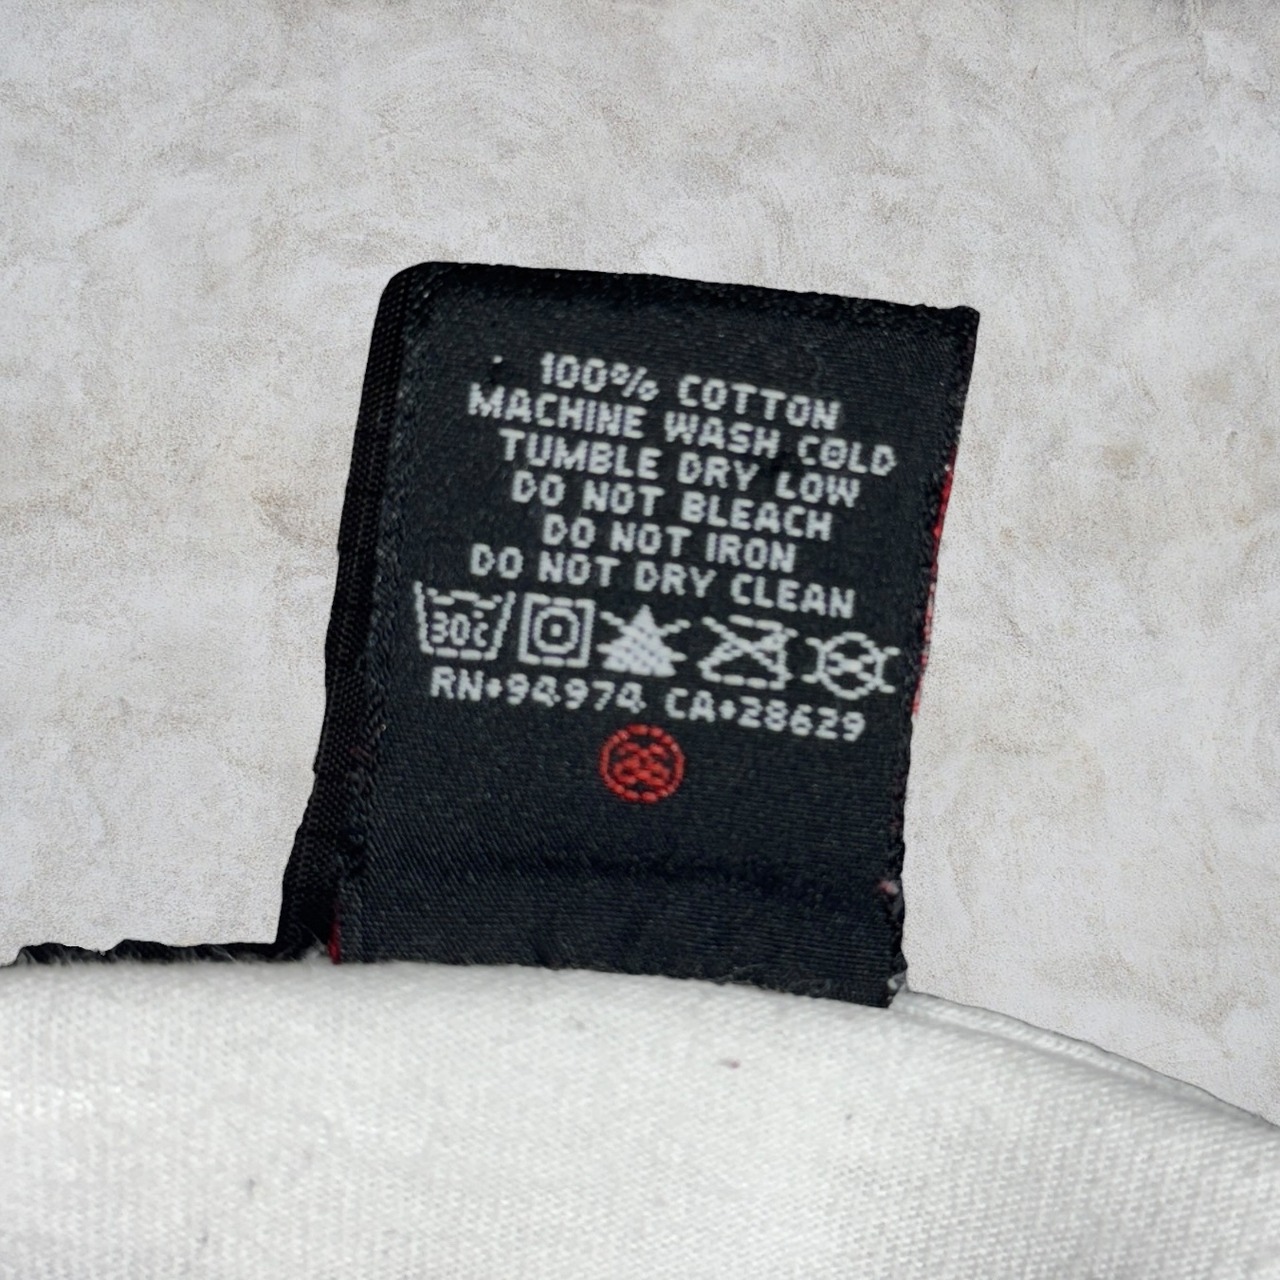 100% COTTON
MACHINE WASH COLD
TUMBLE DRY LOW
DO NOT BLEACH
DO NOT IRON
DO NOT DRY CLEAN
30c
RN•94974 CA•28629